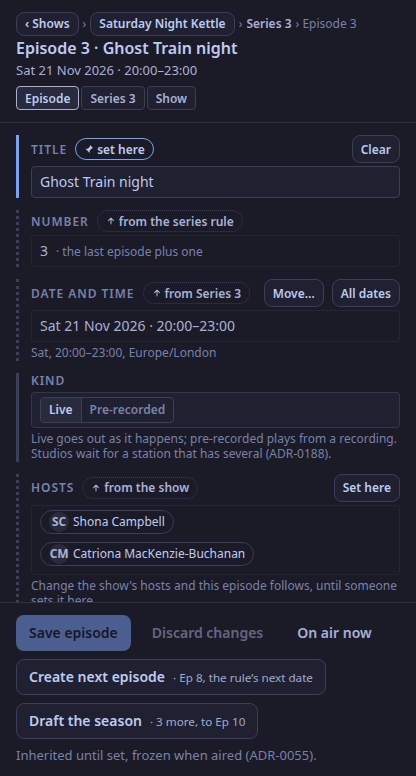 ‹ Shows › Saturday Night Kettle › Series 3 › Episode 3
Episode 3 · Ghost Train night
Sat 21 Nov 2026 · 20:00–23:00
Episode Series 3 Show
TITLE set here Clear
Ghost Train night
NUMBER ↑ from the series rule
3 · the last episode plus one
DATE AND TIME ↑ from Series 3 Move… All dates
Sat 21 Nov 2026 · 20:00–23:00
Sat, 20:00–23:00, Europe/London
KIND
Live Pre-recorded
Live goes out as it happens; pre-recorded plays from a recording.
Studios wait for a station that has several (ADR-0188).
HOSTS ↑ from the show Set here
SC Shona Campbell
CM Catriona MacKenzie-Buchanan
Change the show's hosts and this episode follows, until someone
sets it here.
Save episode Discard changes On air now
Create next episode · Ep 8, the rule’s next date
Draft the season · 3 more, to Ep 10
Inherited until set, frozen when aired (ADR-0055).